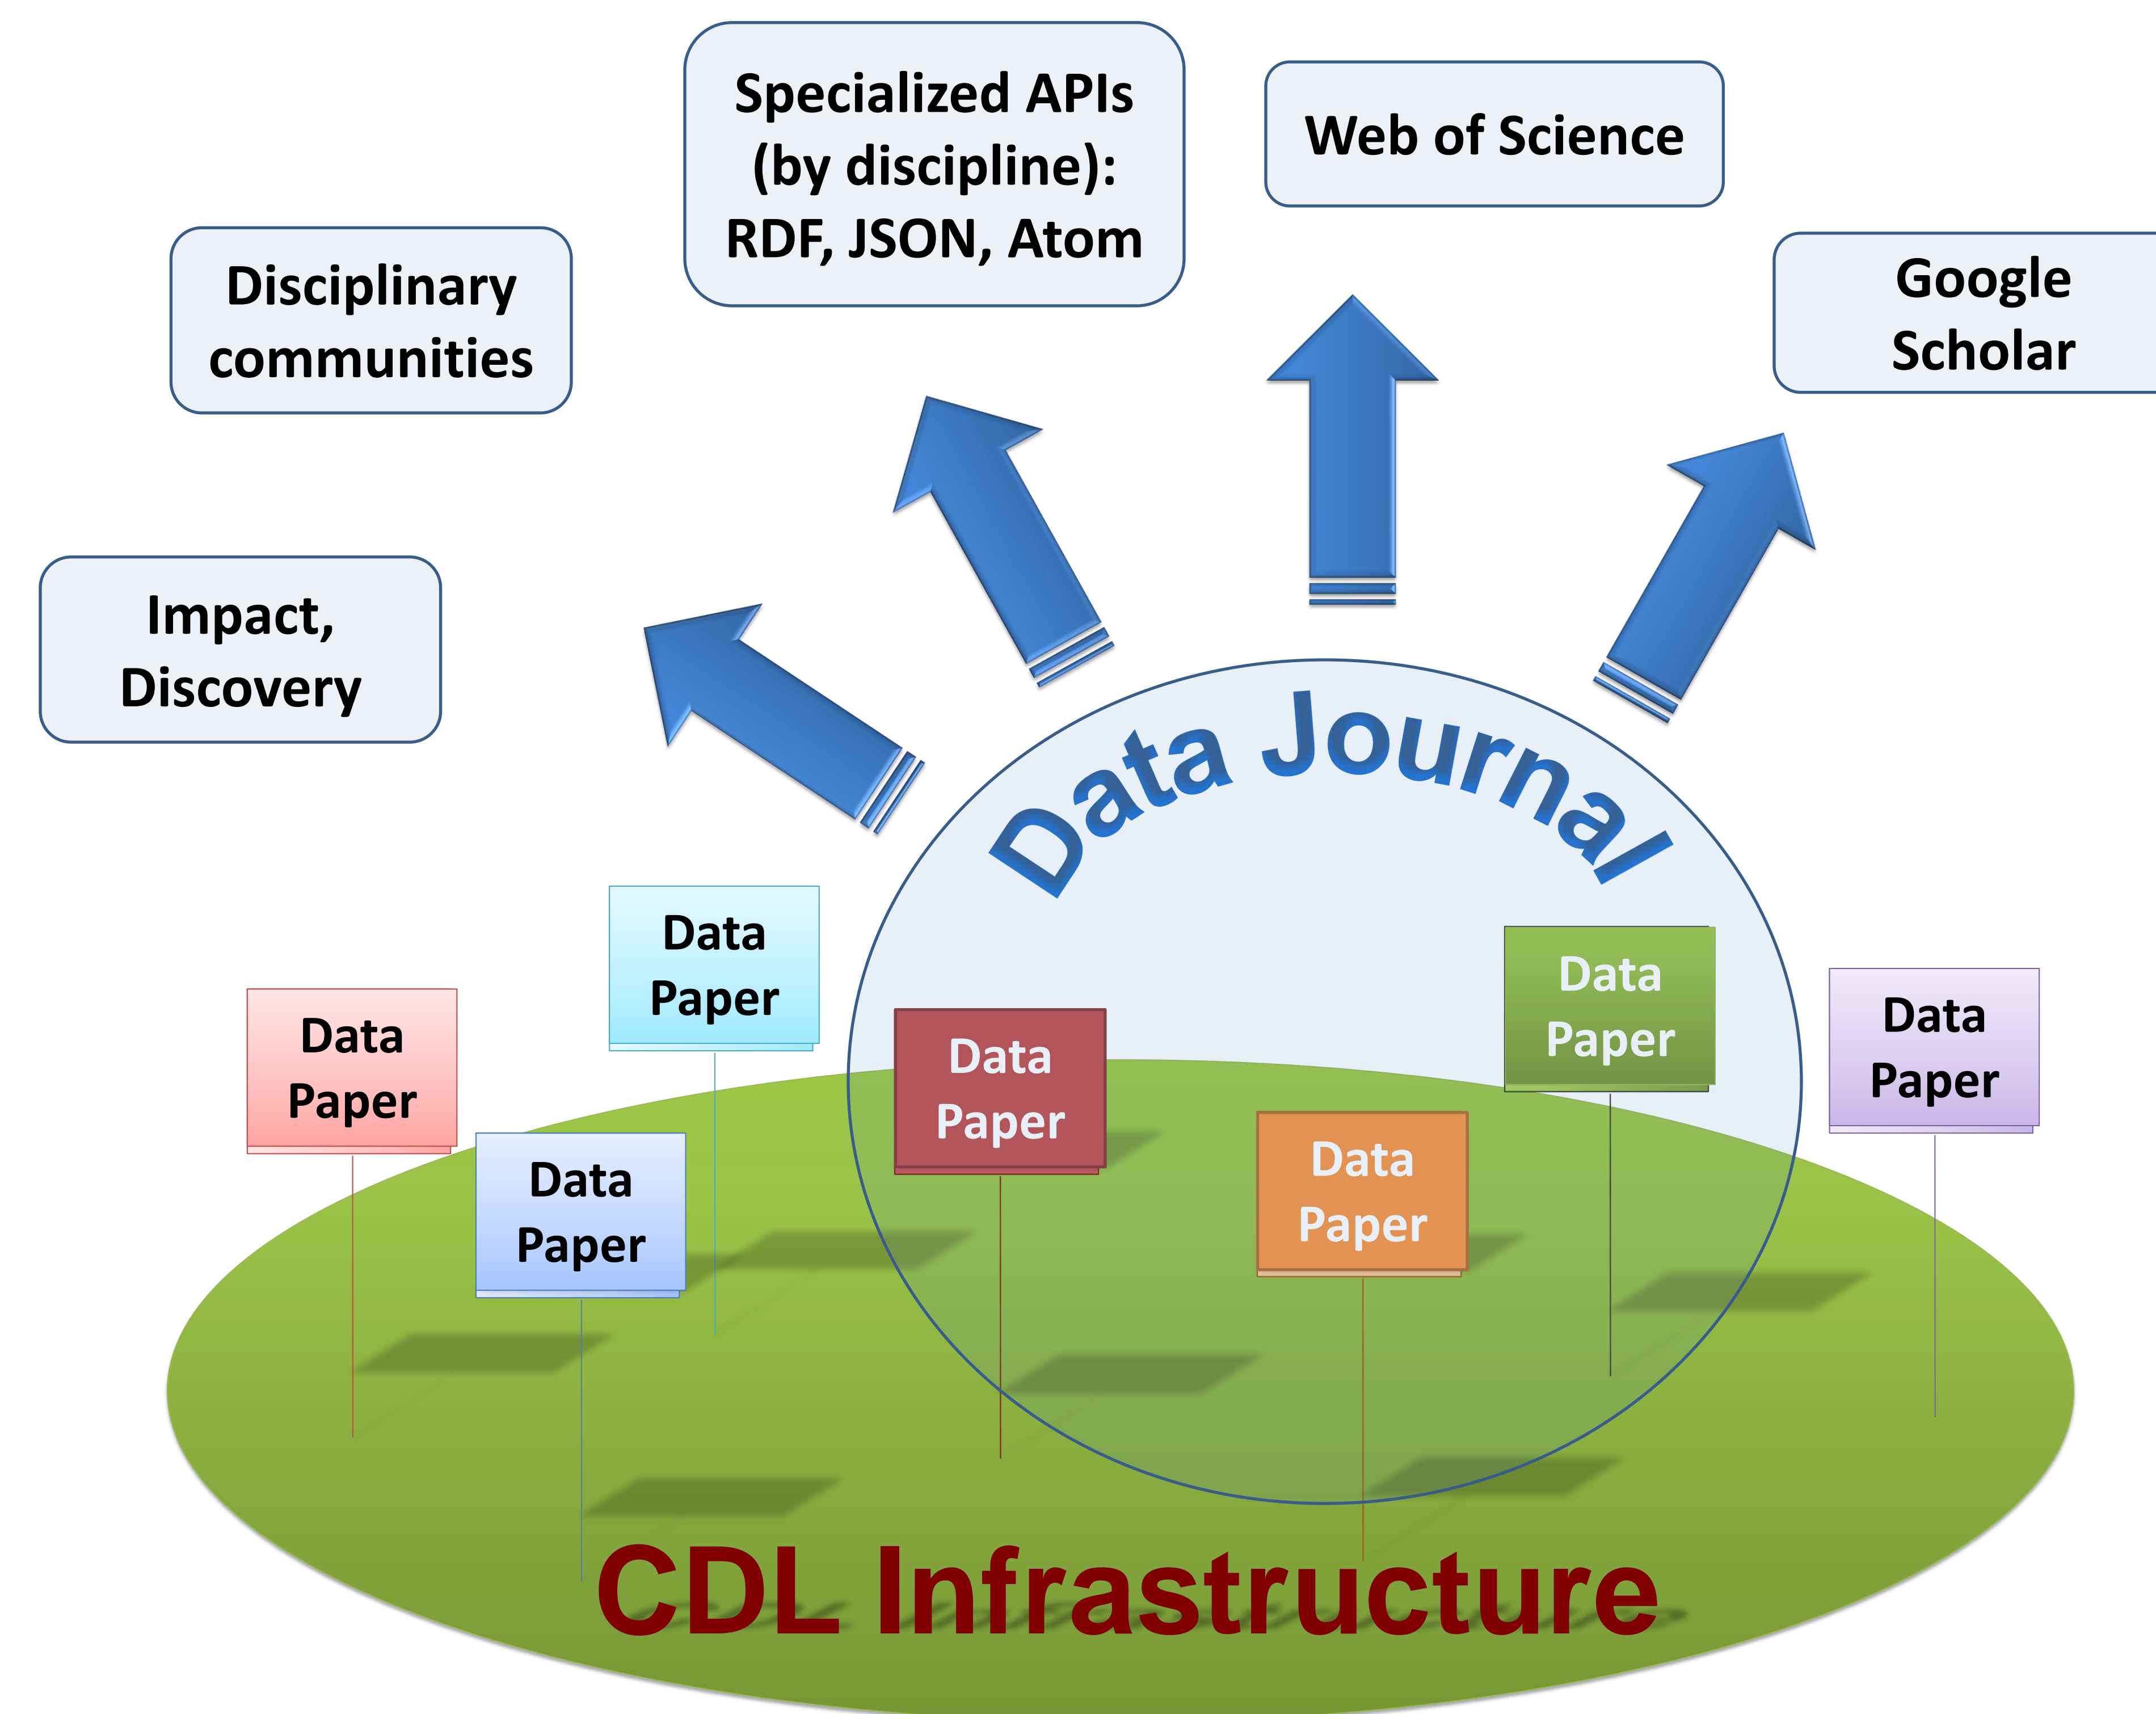 Specialized APIs
(by discipline):
RDF, JSON, Atom
Web of Science
Disciplinary
communities
Google
Scholar
Impact,
Discovery
Data Journal
Data
Paper
Data
Paper
Data
Paper
Data
Paper
Data
Paper
Data
Paper
Data
Paper
CDL Infrastructure